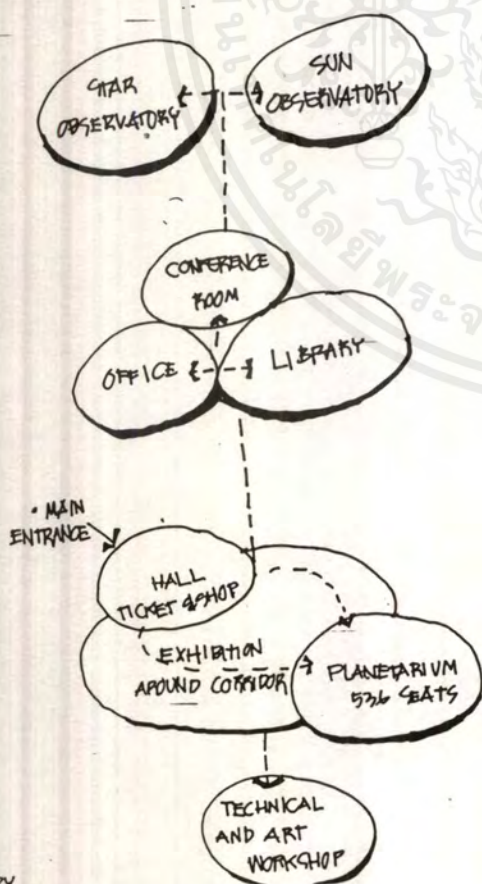 STAR
OBSERVATORY
SUN
OBSERVATORY
CONFERENCE
ROOM
OFFICE
LIBRARY
• MAIN
ENTRANCE
HALL
TICKET & SHOP
EXHIBITION
AROUND CORRIDOR
PLANETARIUM
536 SEATS
TECHNICAL
AND ART
WORKSHOP